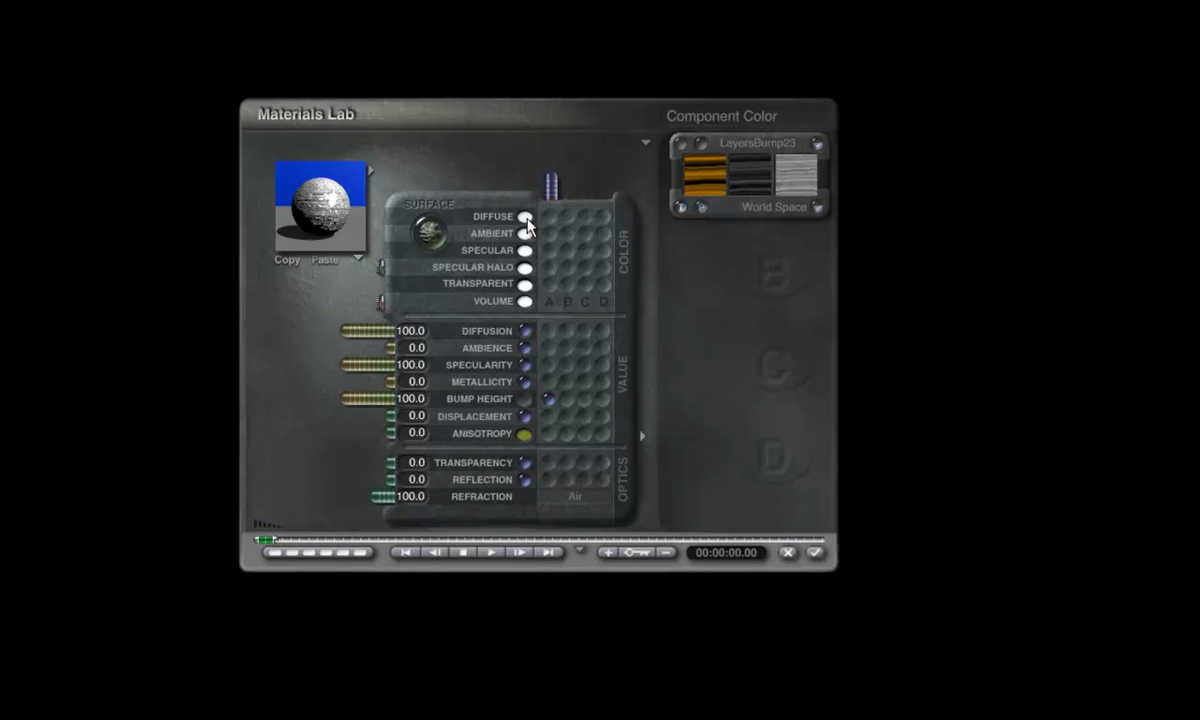 Materials Lab
Component Color
LayersBump23
World Space
Copy Paste
SURFACE
DIFFUSE
AMBIENT
SPECULAR
SPECULAR HALO
TRANSPARENT
VOLUME
A B C D
COLOR
100.0 DIFFUSION
0.0 AMBIENCE
100.0 SPECULARITY
0.0 METALLICITY
100.0 BUMP HEIGHT
0.0 DISPLACEMENT
0.0 ANISOTROPY
VALUE
0.0 TRANSPARENCY
0.0 REFLECTION
100.0 REFRACTION Air
OPTICS
B
C
D
00:00:00.00